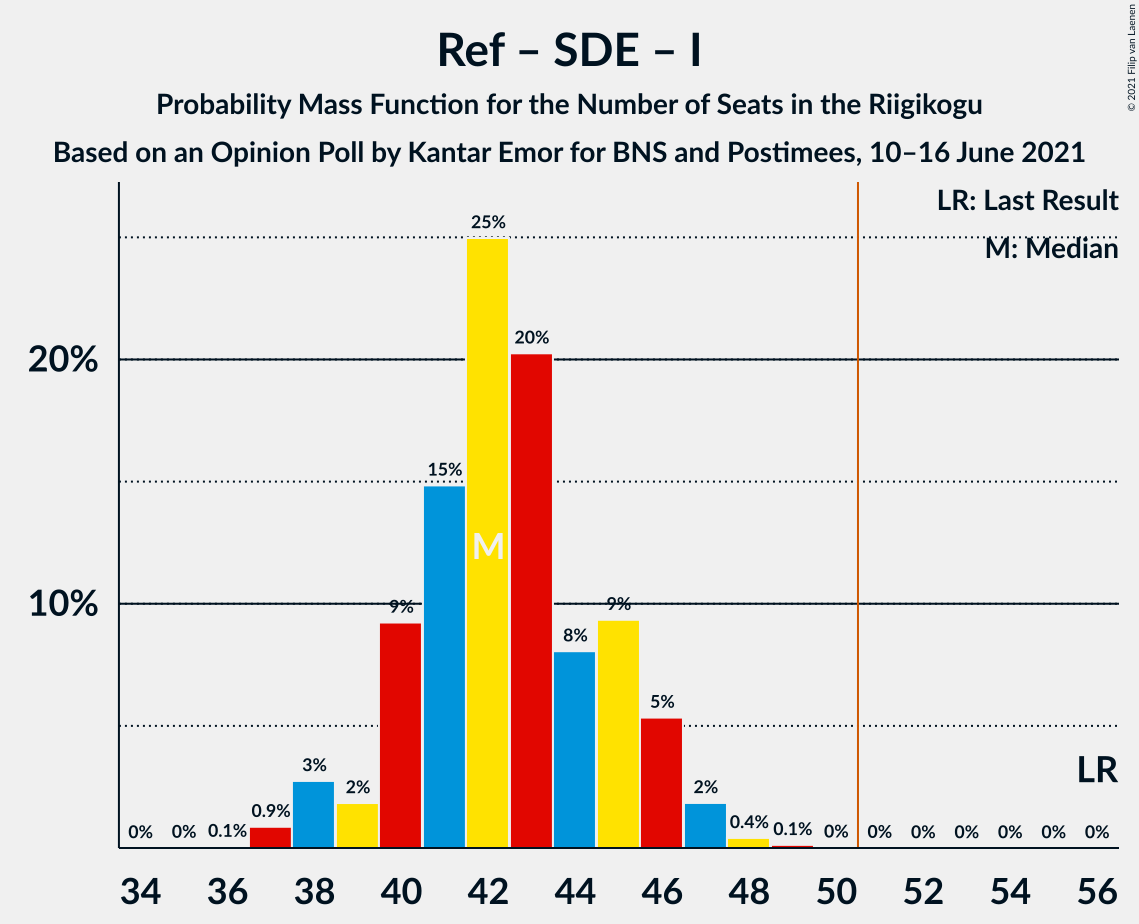 Ref – SDE – I
Probability Mass Function for the Number of Seats in the Riigikogu
Based on an Opinion Poll by Kantar Emor for BNS and Postimees, 10–16 June 2021
© 2021 Filip van Laenen
LR: Last Result
M: Median
25%
20%
20%
15%
M
10%
9%
9%
8%
5%
LR
3%
2%
2%
0% 0% 0.1% 0.9% 0.4% 0.1% 0% 0% 0% 0% 0% 0% 0%
34 36 38 40 42 44 46 48 50 52 54 56